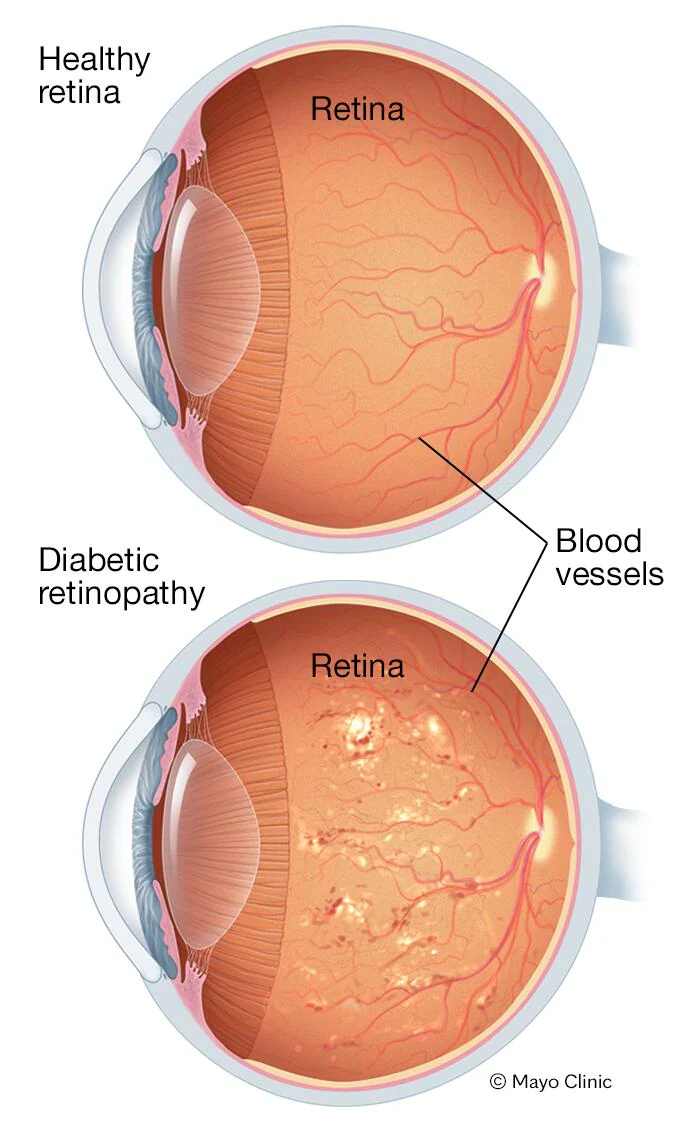 Healthy
retina
Retina
Blood
vessels
Diabetic
retinopathy
Retina
© Mayo Clinic